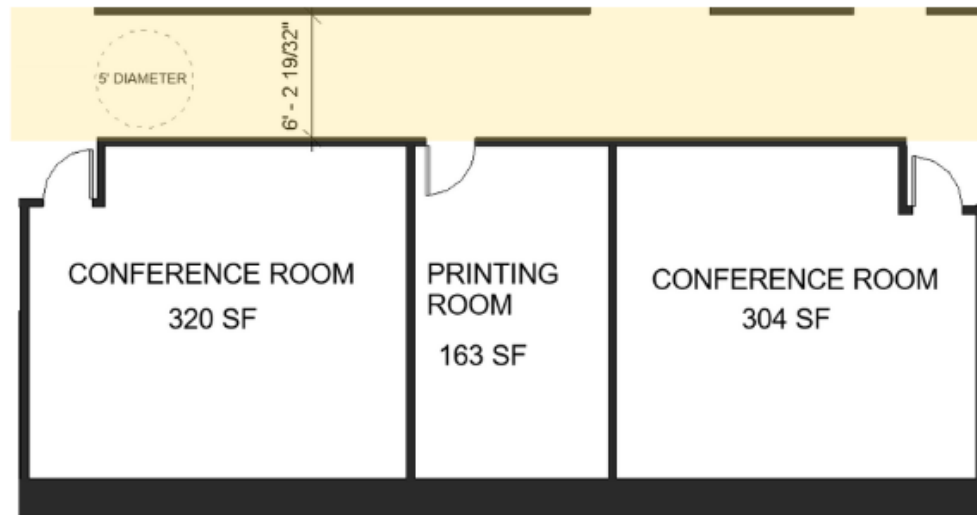 5' DIAMETER
6' - 2 19/32"
CONFERENCE ROOM
320 SF
PRINTING
ROOM
163 SF
CONFERENCE ROOM
304 SF